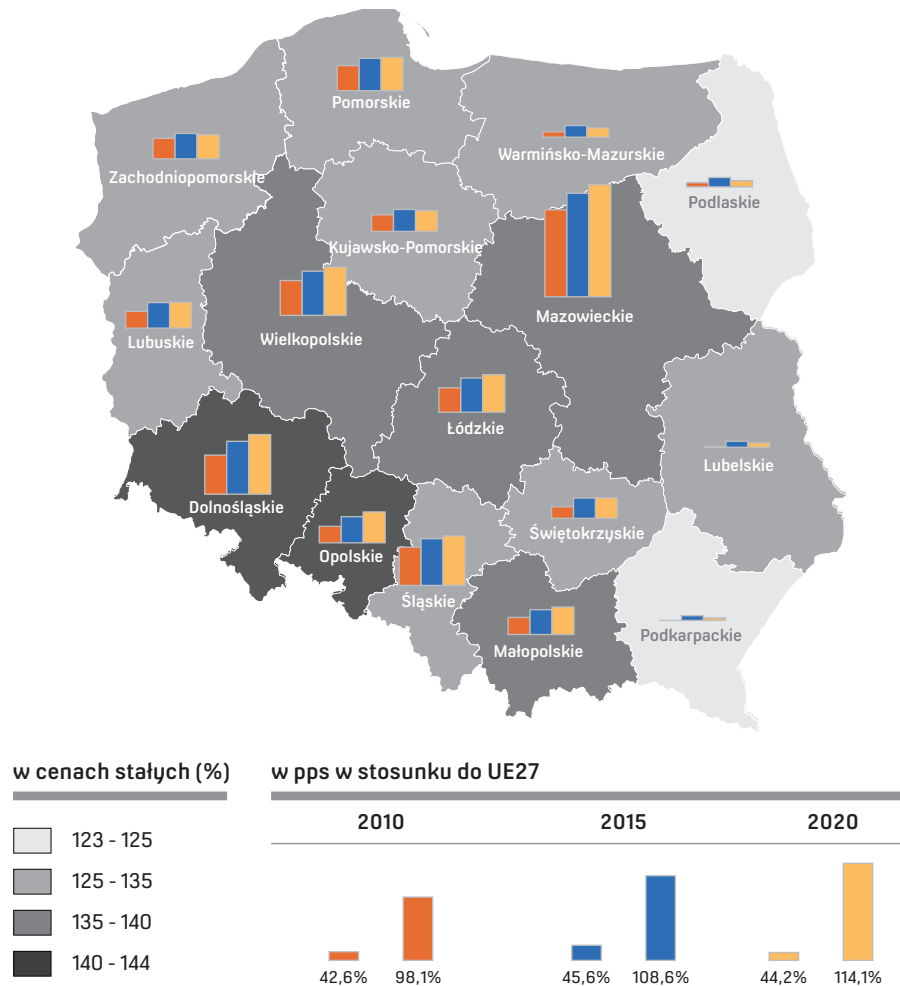 Pomorskie
Warmińsko-Mazurskie
Zachodniopomorskie
Podlaskie
Kujawsko-Pomorskie
Mazowieckie
Wielkopolskie
Lubuskie
Łódzkie
Lubelskie
Dolnośląskie
Świętokrzyskie
Opolskie
Śląskie
Podkarpackie
Małopolskie
w cenach stałych (%)
w pps w stosunku do UE27
2010 2015 2020
123 - 125
125 - 135
135 - 140
140 - 144
42,6% 98,1% 45,6% 108,6% 44,2% 114,1%